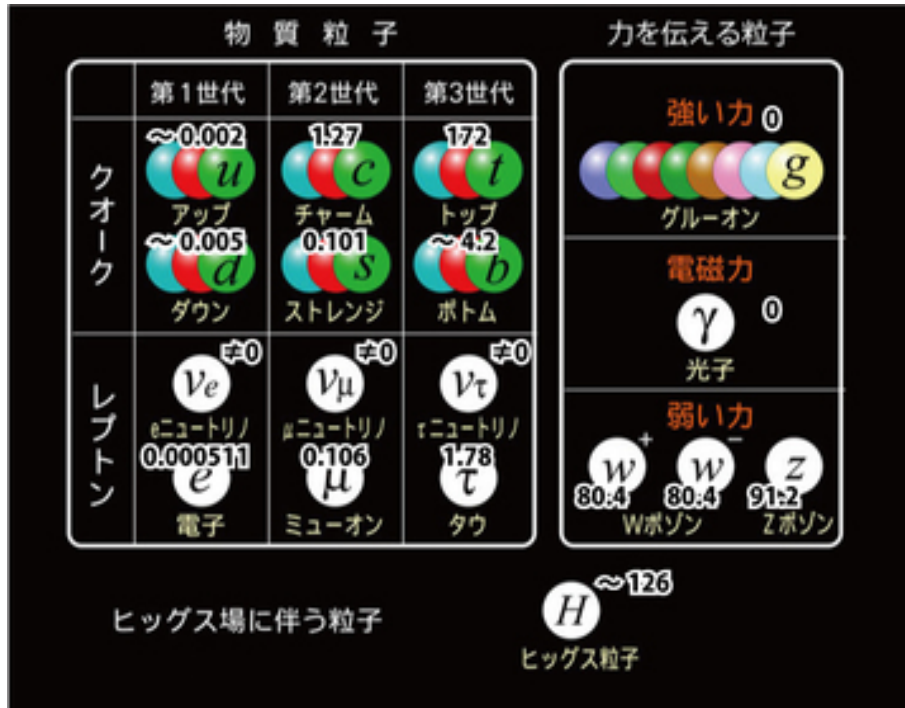 物質粒子
力を伝える粒子
第1世代 第2世代 第3世代
クオーク
~0.002 1.27 172
u c t
アップ チャーム トップ
~0.005 0.101 ~4.2
d s b
ダウン ストレンジ ボトム
レプトン
≠0 ≠0 ≠0
νe νμ ντ
eニュートリノ μニュートリノ τニュートリノ
0.000511 0.106 1.78
e μ τ
電子 ミューオン タウ
強い力 0
g
グルーオン
電磁力
γ 0
光子
弱い力
w+ w− z
80.4 80.4 91.2
Wボゾン Zボゾン
ヒッグス場に伴う粒子
~126
H
ヒッグス粒子